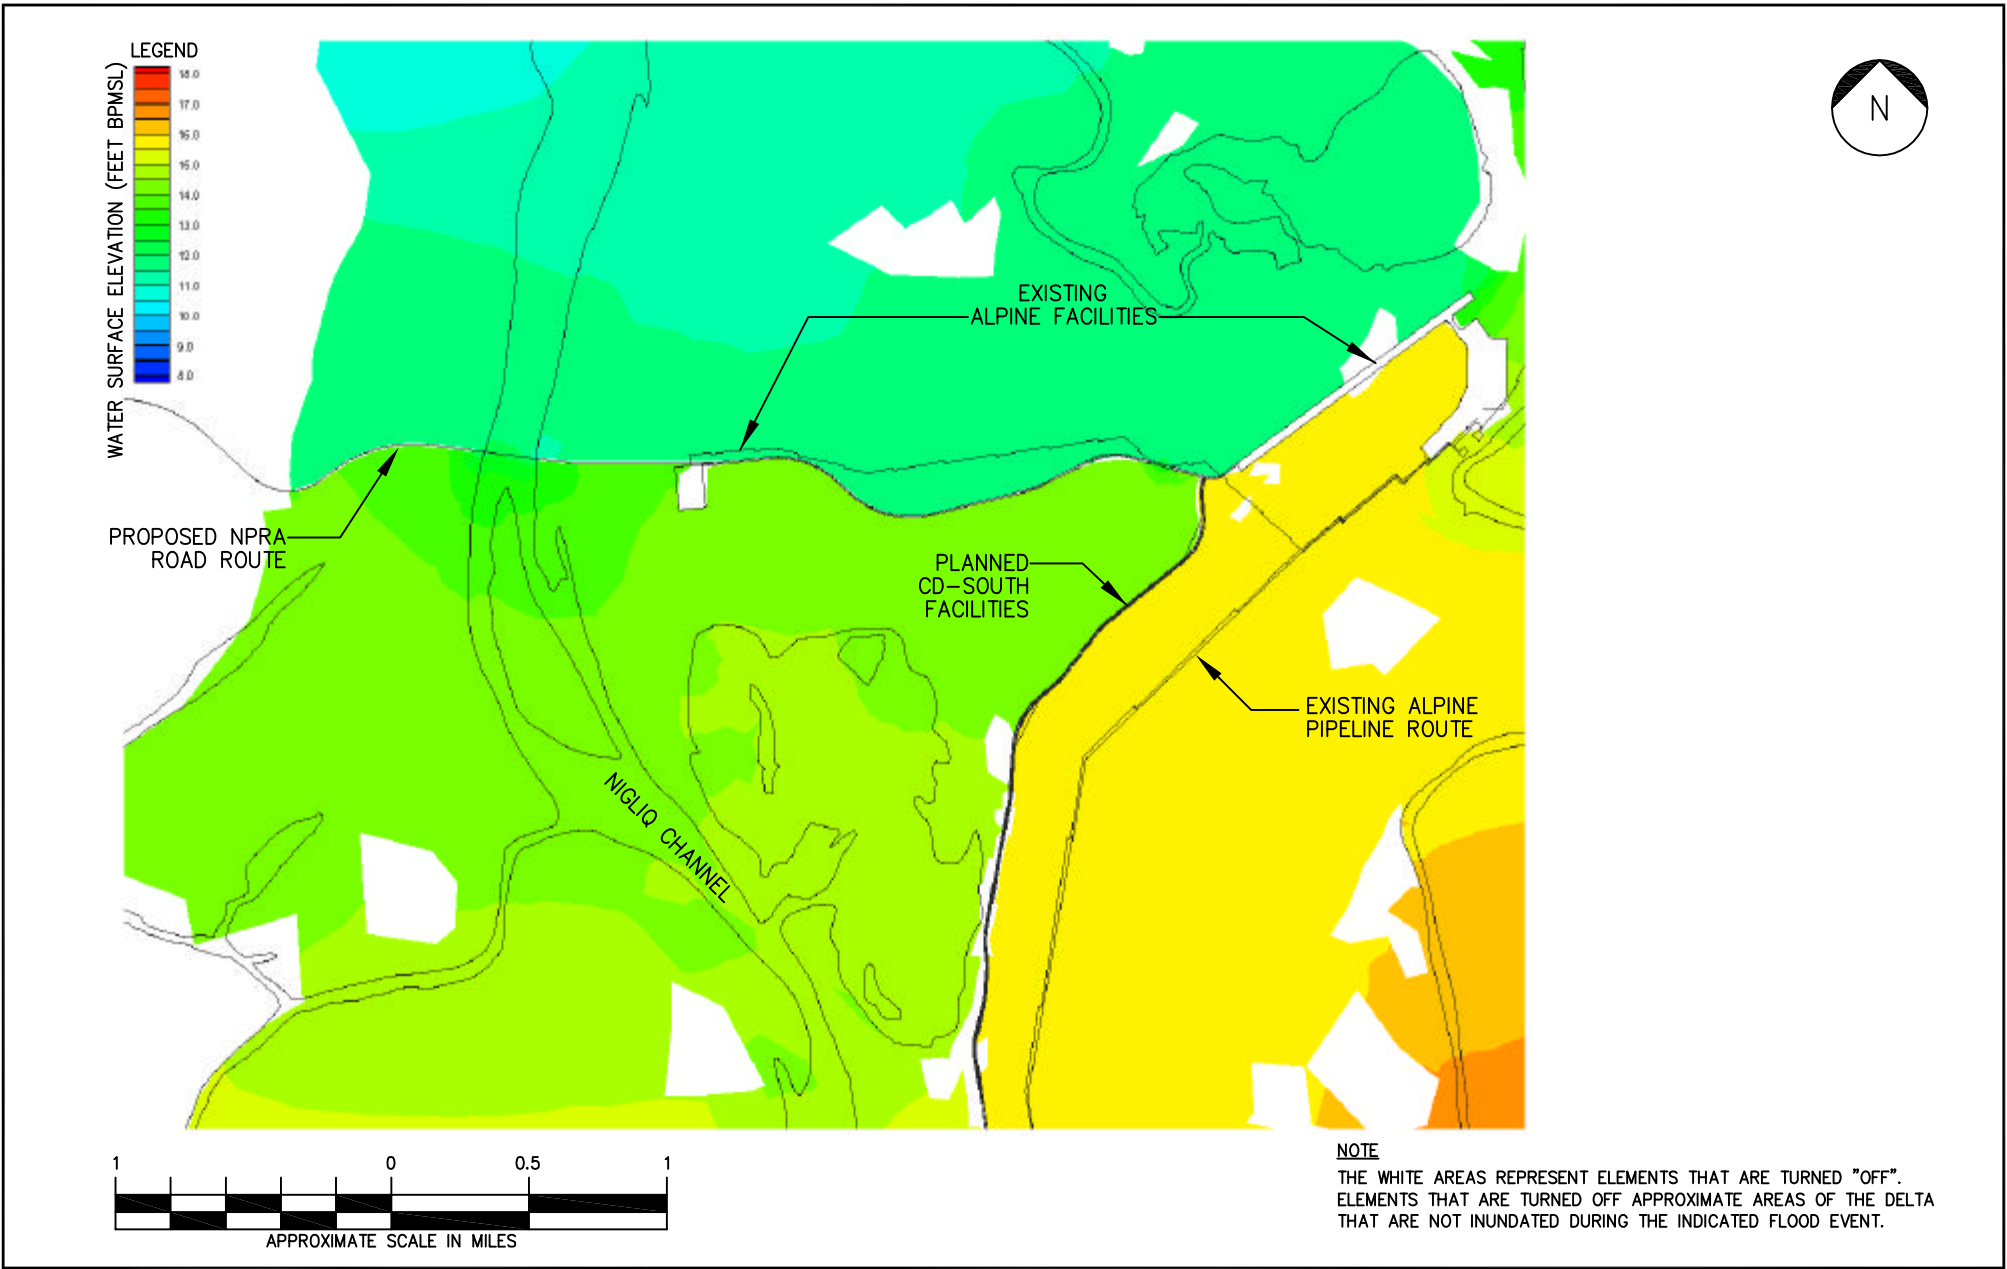 LEGEND
WATER SURFACE ELEVATION (FEET BPMSL)
18.0
17.0
16.0
15.0
14.0
13.0
12.0
11.0
10.0
9.0
8.0
N
EXISTING
ALPINE FACILITIES
PROPOSED NPRA
ROAD ROUTE
PLANNED
CD-SOUTH
FACILITIES
EXISTING ALPINE
PIPELINE ROUTE
NIGLIQ CHANNEL
1 0 0.5 1
APPROXIMATE SCALE IN MILES
NOTE
THE WHITE AREAS REPRESENT ELEMENTS THAT ARE TURNED "OFF".
ELEMENTS THAT ARE TURNED OFF APPROXIMATE AREAS OF THE DELTA
THAT ARE NOT INUNDATED DURING THE INDICATED FLOOD EVENT.